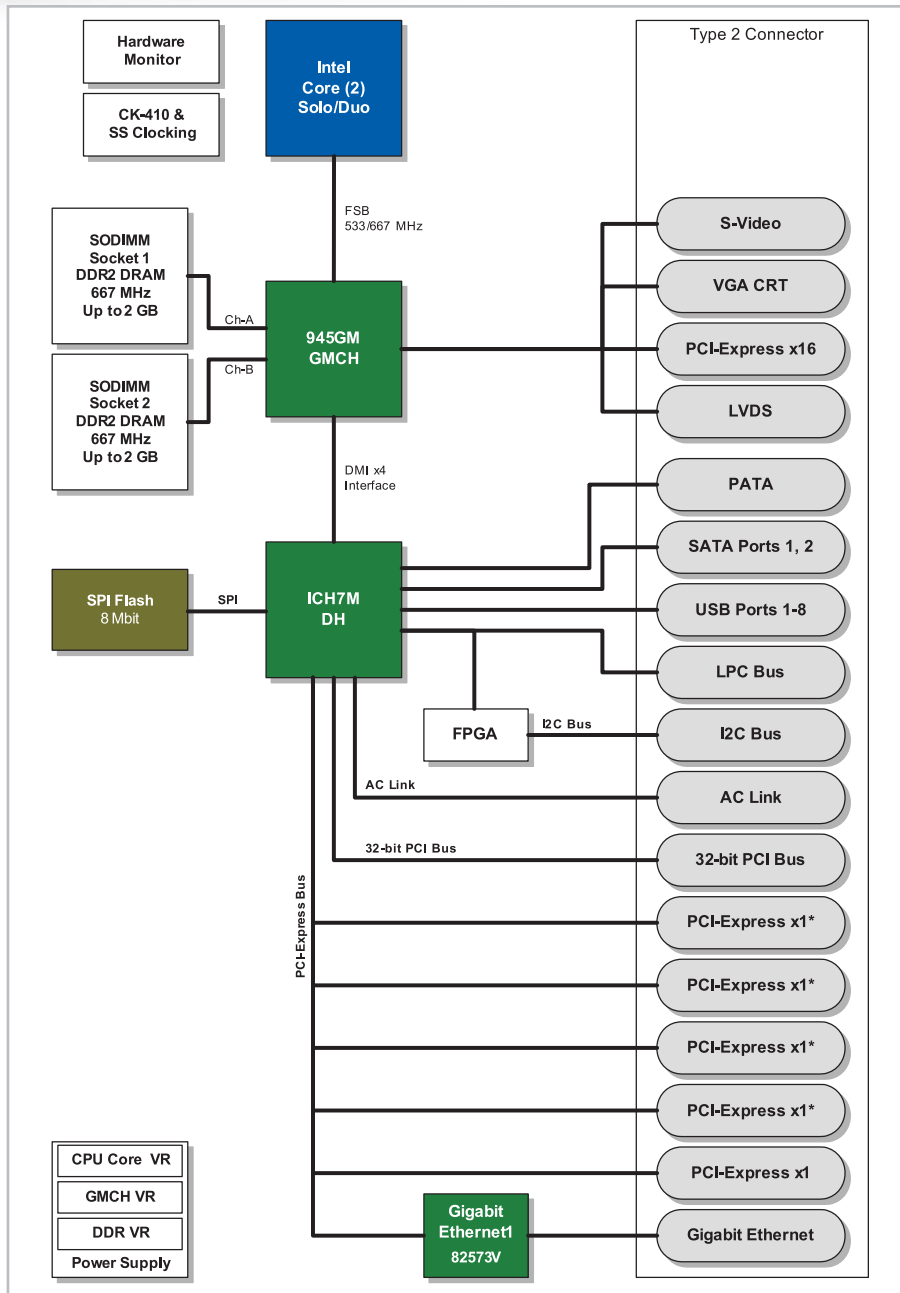 Hardware
Monitor
CK-410 &
SS Clocking
Intel
Core (2)
Solo/Duo
Type 2 Connector
FSB
533/667 MHz
SODIMM
Socket 1
DDR2 DRAM
667 MHz
Up to 2 GB
Ch-A
Ch-B
SODIMM
Socket 2
DDR2 DRAM
667 MHz
Up to 2 GB
945GM
GMCH
S-Video
VGA CRT
PCI-Express x16
LVDS
DMI x4
Interface
PATA
SATA Ports 1, 2
USB Ports 1-8
LPC Bus
SPI Flash
8 Mbit
SPI
ICH7M
DH
FPGA
I2C Bus
I2C Bus
AC Link
AC Link
32-bit PCI Bus
32-bit PCI Bus
PCI-Express Bus
PCI-Express x1*
PCI-Express x1*
PCI-Express x1*
PCI-Express x1*
PCI-Express x1
Gigabit
Ethernet1
82573V
Gigabit Ethernet
CPU Core VR
GMCH VR
DDR VR
Power Supply